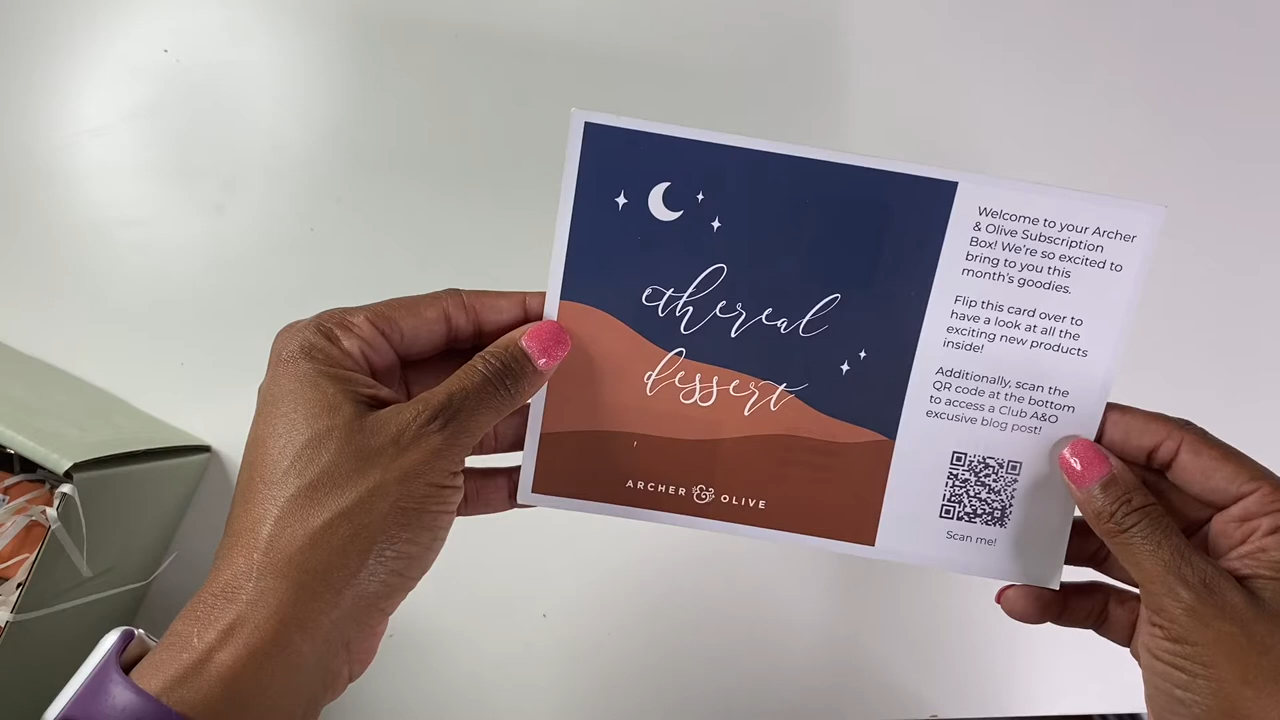 ethereal
dessert
ARCHER & OLIVE
Welcome to your Archer
& Olive Subscription
Box! We're so excited to
bring to you this
month's goodies.
Flip this card over to
have a look at all the
exciting new products
inside!
Additionally, scan the
QR code at the bottom
to access a Club A&O
excusive blog post!
Scan me!